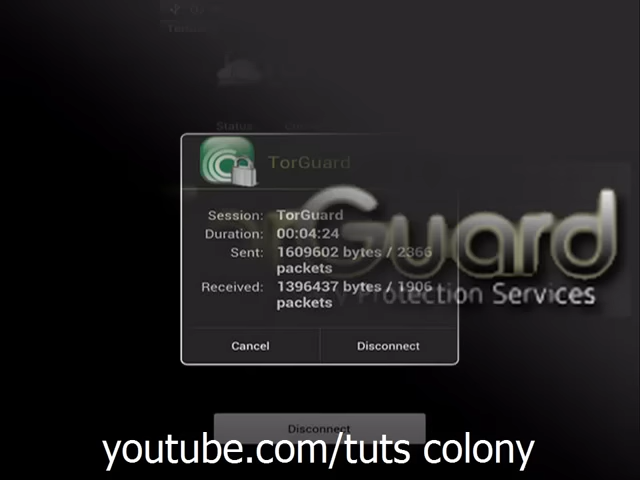 Status
TorGuard
Session: TorGuard
Duration: 00:04:24
Sent: 1609602 bytes / 2366
packets
Received: 1396437 bytes / 1906
packets
Guard
Protection Services
Cancel Disconnect
Disconnect
youtube.com/tuts colony